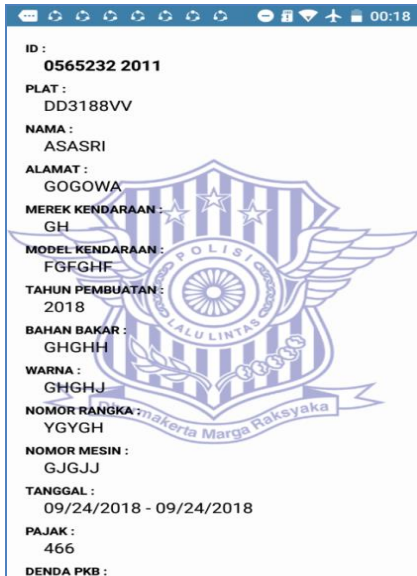 00:18
ID :
0565232 2011
PLAT :
DD3188VV
NAMA :
ASASRI
ALAMAT :
GOGOWA
MEREK KENDARAAN :
GH
MODEL KENDARAAN :
FGFGHF
POLISI
TAHUN PEMBUATAN :
2018
BAHAN BAKAR :
GHGHH
LALU LINTAS
WARNA :
GHGHJ
NOMOR RANGKA :
YGYGH
Dharmakerta Marga Raksyaka
NOMOR MESIN :
GJGJJ
TANGGAL :
09/24/2018 - 09/24/2018
PAJAK :
466
DENDA PKB :